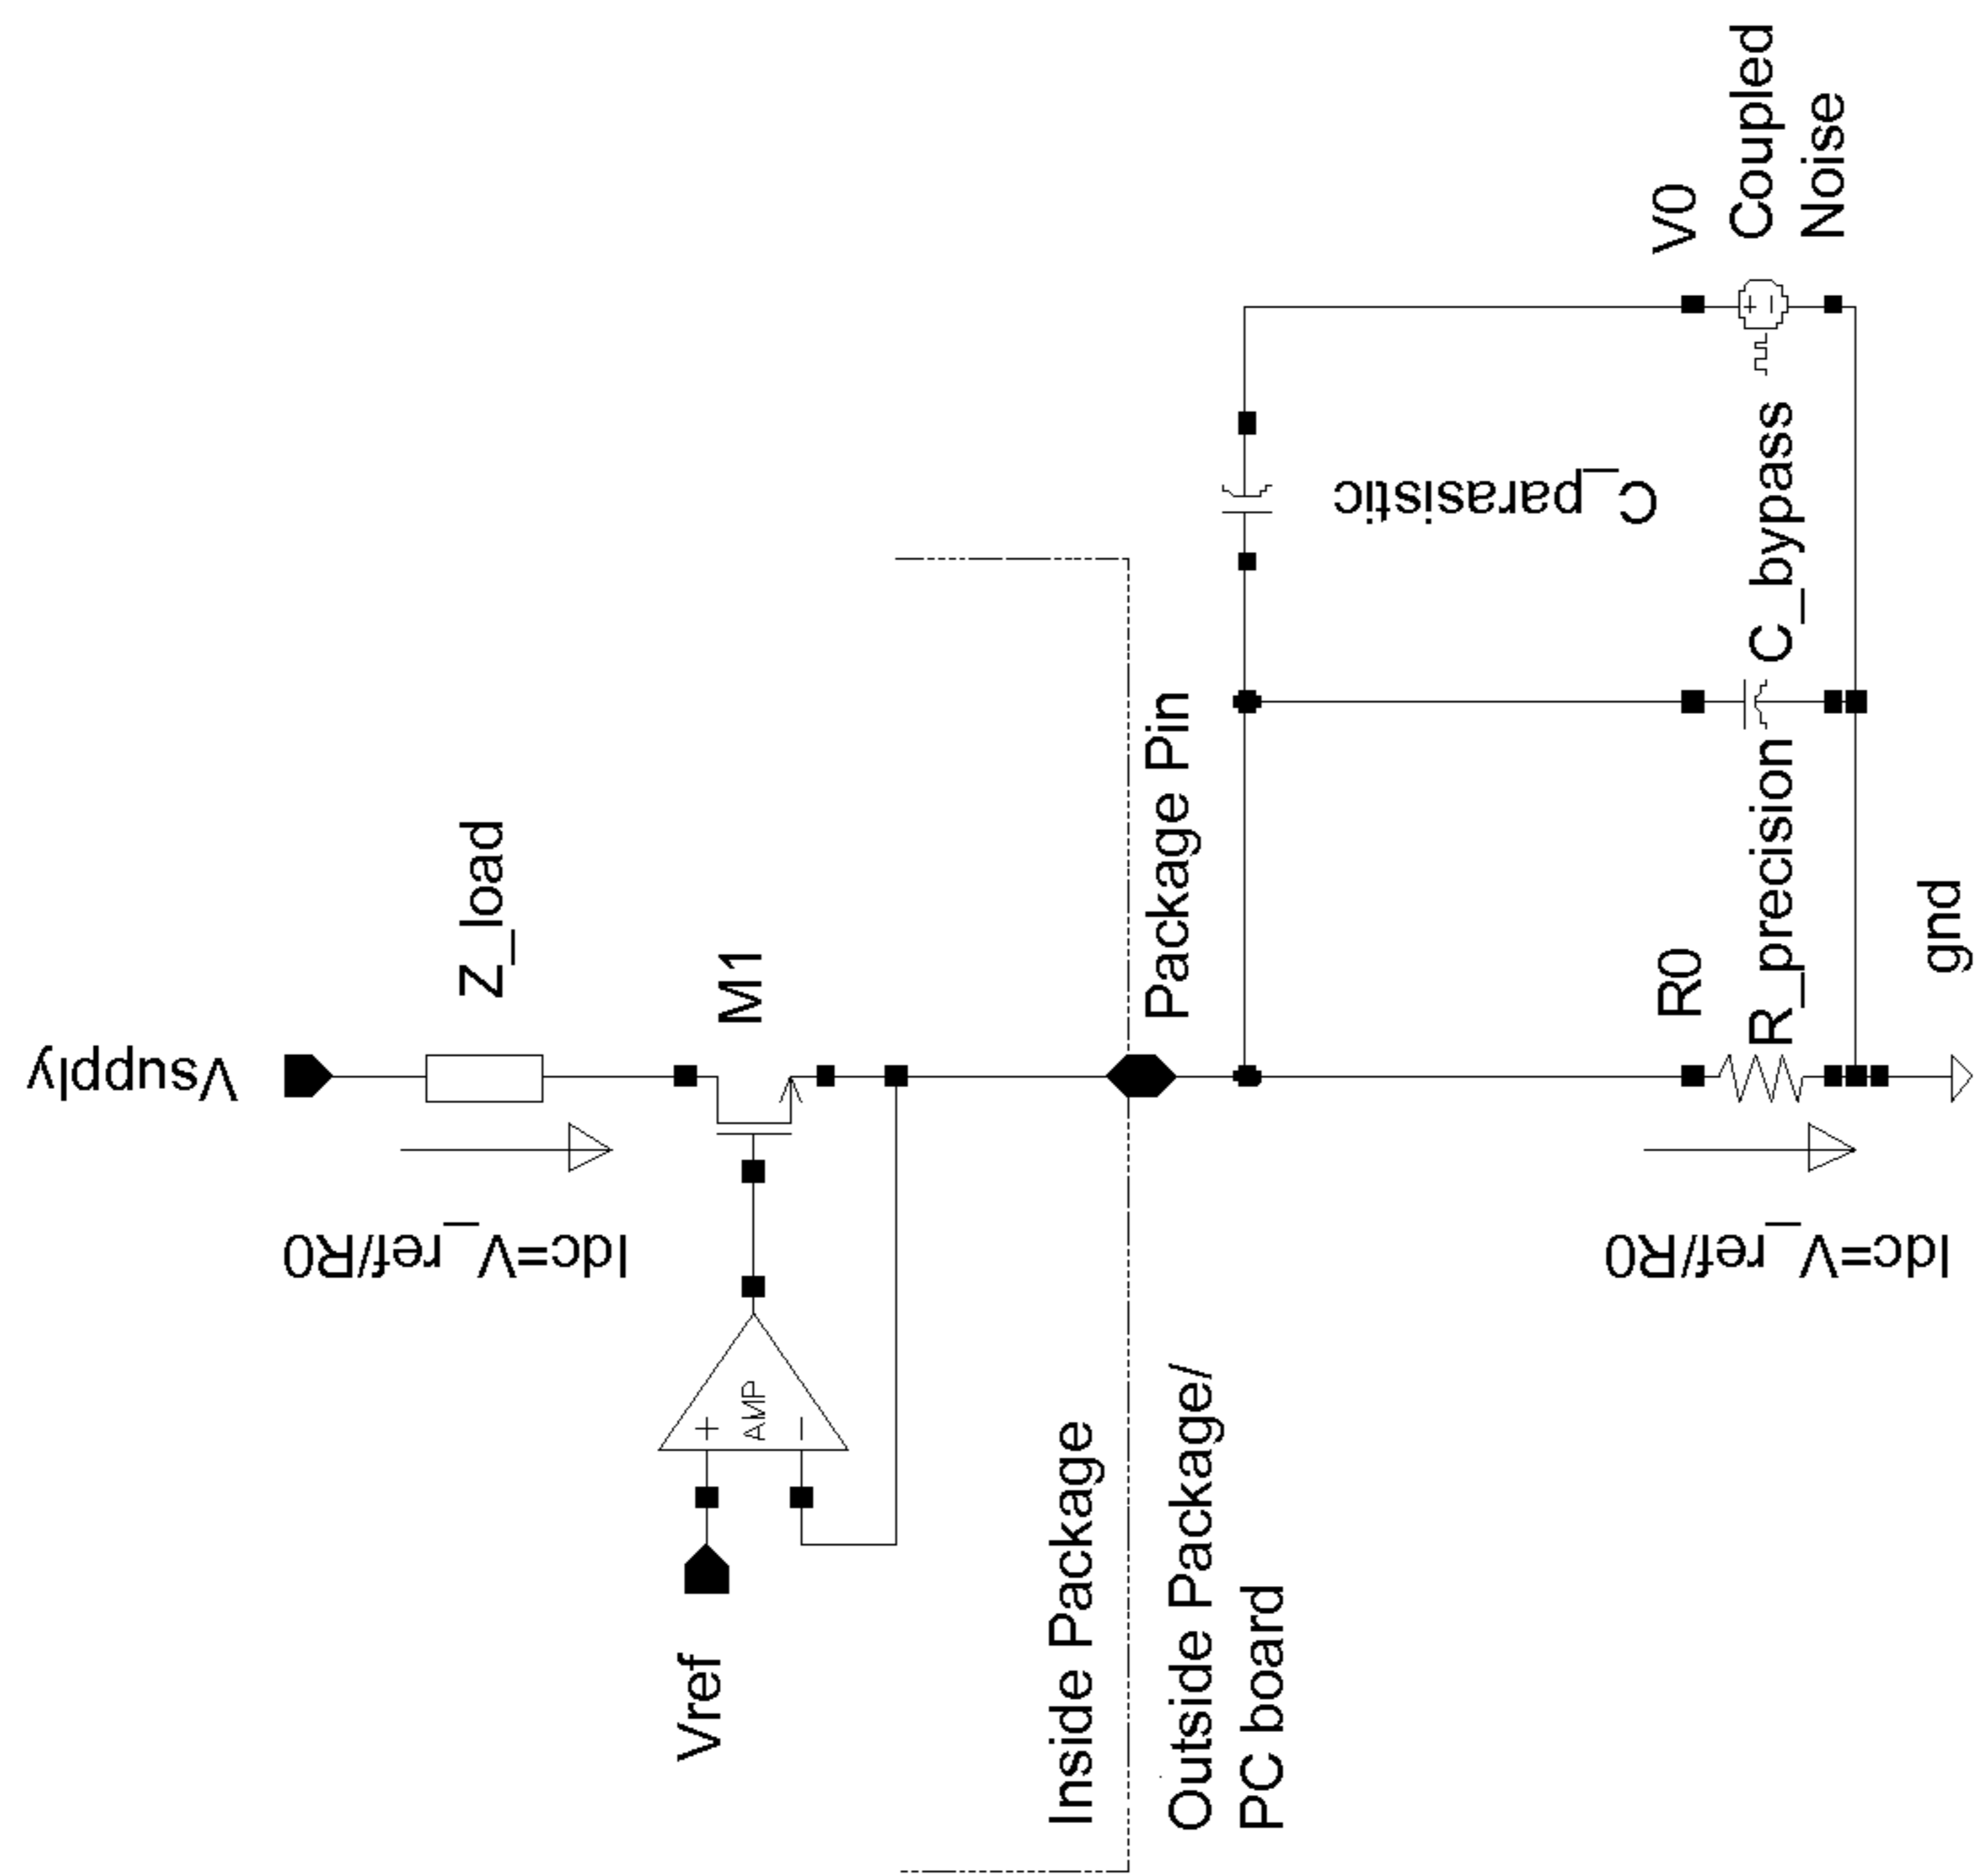 Vsupply
Z_load
Idc=V_ref/R0
M1
AMP
+
−
Vref
Inside Package
Package Pin
Outside Package/
PC board
C_parasistic
R0
R_precision
C_bypass
V0
+
−
Coupled
Noise
Idc=V_ref/R0
gnd